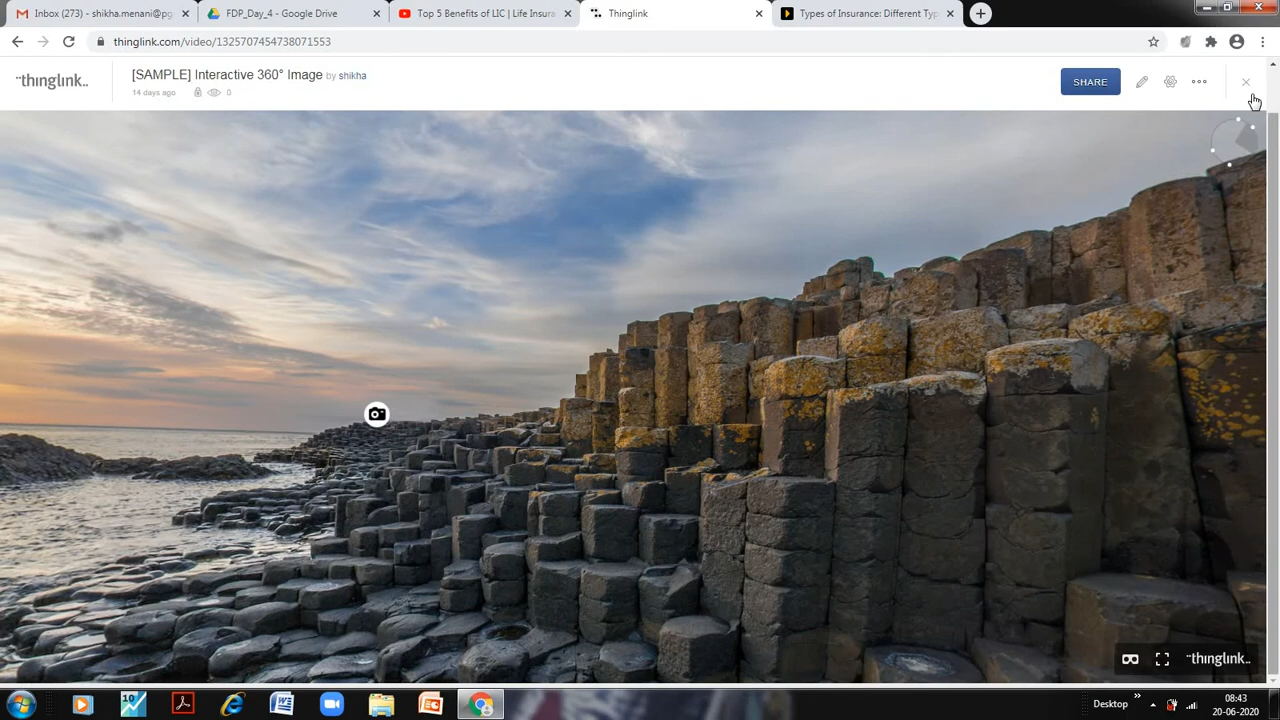 Inbox (273) - shikha.menani@pg
FDP_Day_4 - Google Drive
Top 5 Benefits of LIC | Life Insura
Thinglink
Types of Insurance: Different Typ
thinglink.com/video/1325707454738071553
thinglink..
[SAMPLE] Interactive 360° Image by shikha
14 days ago 0
SHARE
thinglink..
Desktop
08:43
20-06-2020